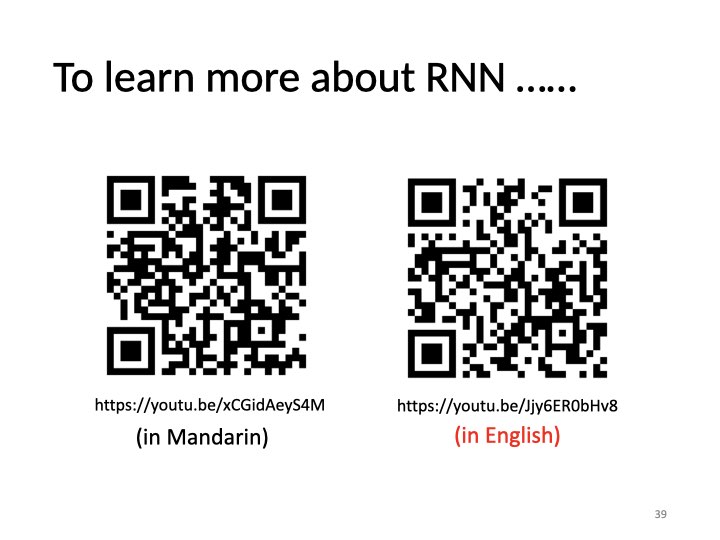 To learn more about RNN ……
https://youtu.be/xCGidAeyS4M
(in Mandarin)
https://youtu.be/Jjy6ER0bHv8
(in English)
39